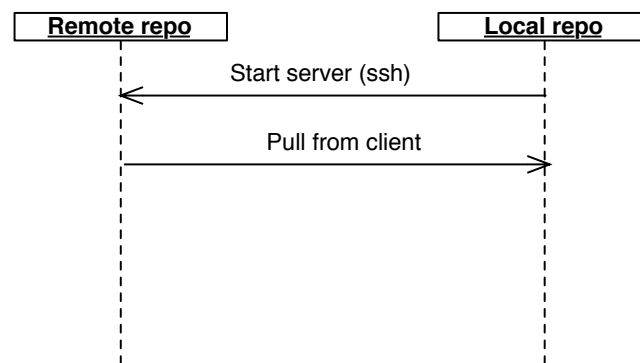 Remote repo
Local repo
Start server (ssh)
Pull from client